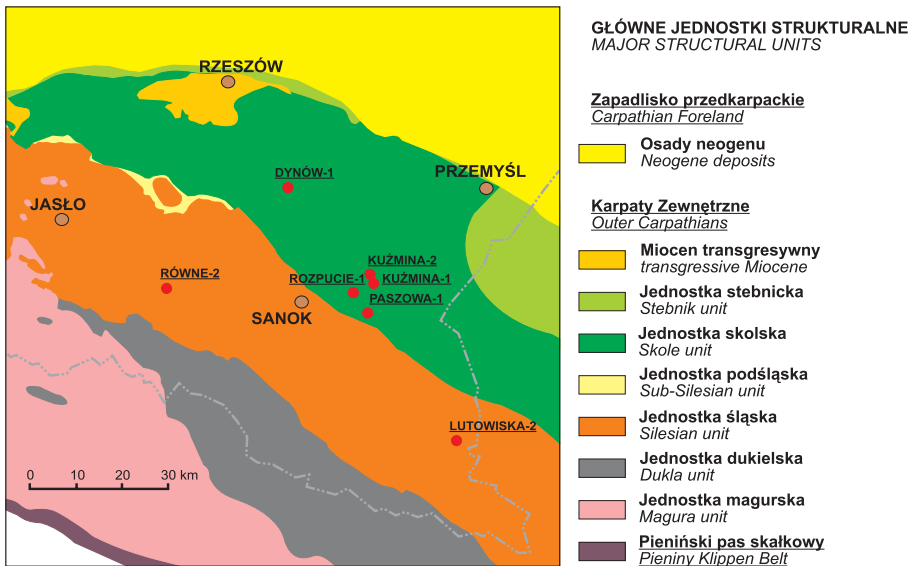 RZESZÓW
DYNÓW-1
PRZEMYŚL
JASŁO
KUŹMINA-2
RÓWNE-2
ROZPUCIE-1
KUŹMINA-1
PASZOWA-1
SANOK
LUTOWISKA-2
0 10 20 30 km
GŁÓWNE JEDNOSTKI STRUKTURALNE
MAJOR STRUCTURAL UNITS
Zapadlisko przedkarpackie
Carpathian Foreland
Osady neogenu
Neogene deposits
Karpaty Zewnętrzne
Outer Carpathians
Miocen transgresywny
transgressive Miocene
Jednostka stebnicka
Stebnik unit
Jednostka skolska
Skole unit
Jednostka podśląska
Sub-Silesian unit
Jednostka śląska
Silesian unit
Jednostka dukielska
Dukla unit
Jednostka magurska
Magura unit
Pieniński pas skałkowy
Pieniny Klippen Belt